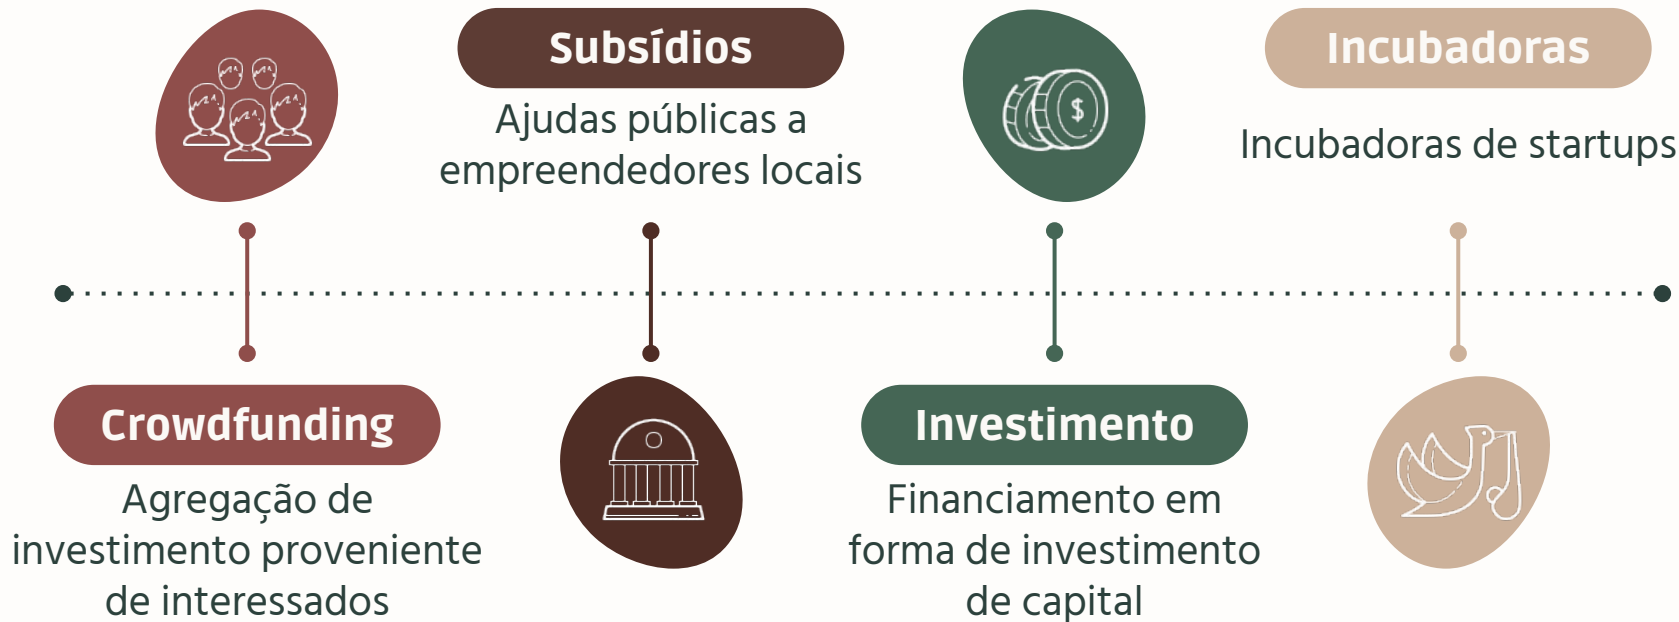 Crowdfunding
Agregação de
investimento proveniente
de interessados
Subsídios
Ajudas públicas a
empreendedores locais
$
Investimento
Financiamento em
forma de investimento
de capital
Incubadoras
Incubadoras de startups